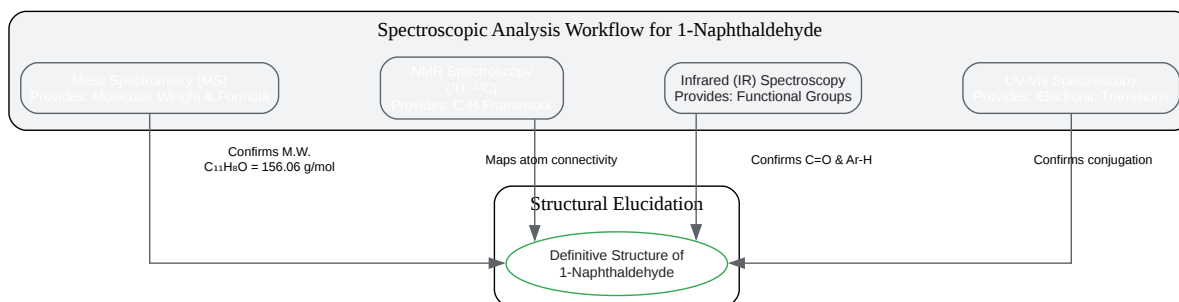 Spectroscopic Analysis Workflow for 1-Naphthaldehyde
Mass Spectrometry (MS)
Provides: Molecular Weight & Formula
NMR Spectroscopy
(¹H, ¹³C)
Provides: C-H Framework
Infrared (IR) Spectroscopy
Provides: Functional Groups
UV-Vis Spectroscopy
Provides: Electronic Transitions
Confirms M.W.
C₁₁H₈O = 156.06 g/mol
Maps atom connectivity
Confirms C=O & Ar-H
Confirms conjugation
Structural Elucidation
Definitive Structure of
1-Naphthaldehyde